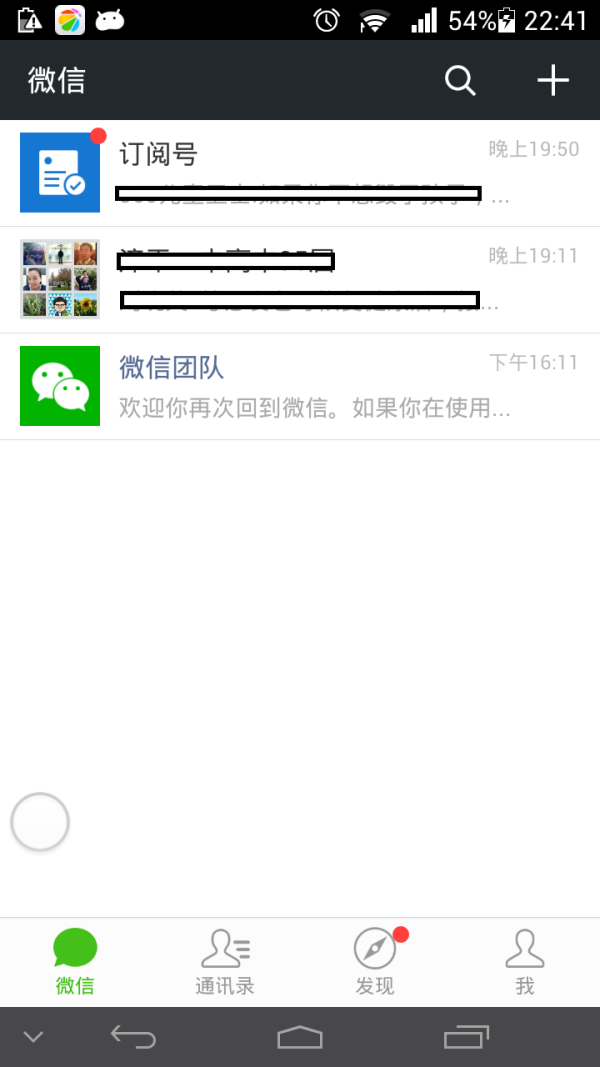 54% 22:41
微信
订阅号 晚上19:50
晚上19:11
微信团队 下午16:11
欢迎你再次回到微信。如果你在使用...
微信 通讯录 发现 我